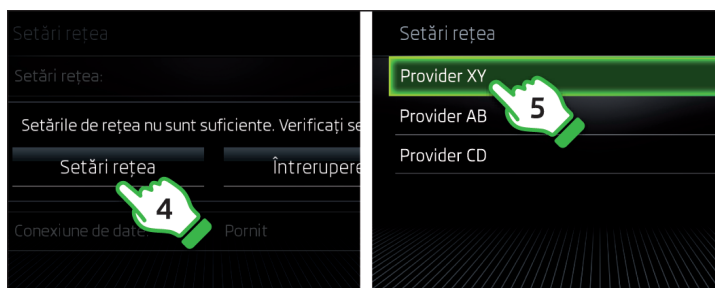 Setări rețea
Setări rețea:
Setările de rețea nu sunt suficiente. Verificați se
Setări rețea
Întrerupere
4
Conexiune de date:
Pornit
Setări rețea
Provider XY
5
Provider AB
Provider CD